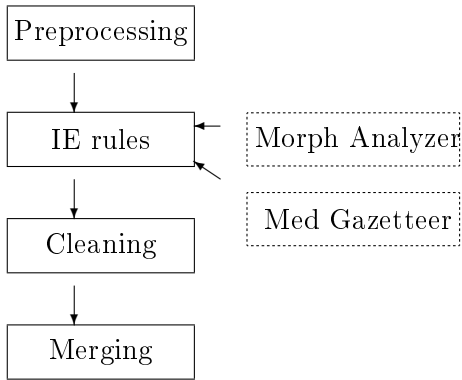 Preprocessing
IE rules
Morph Analyzer
Med Gazetteer
Cleaning
Merging